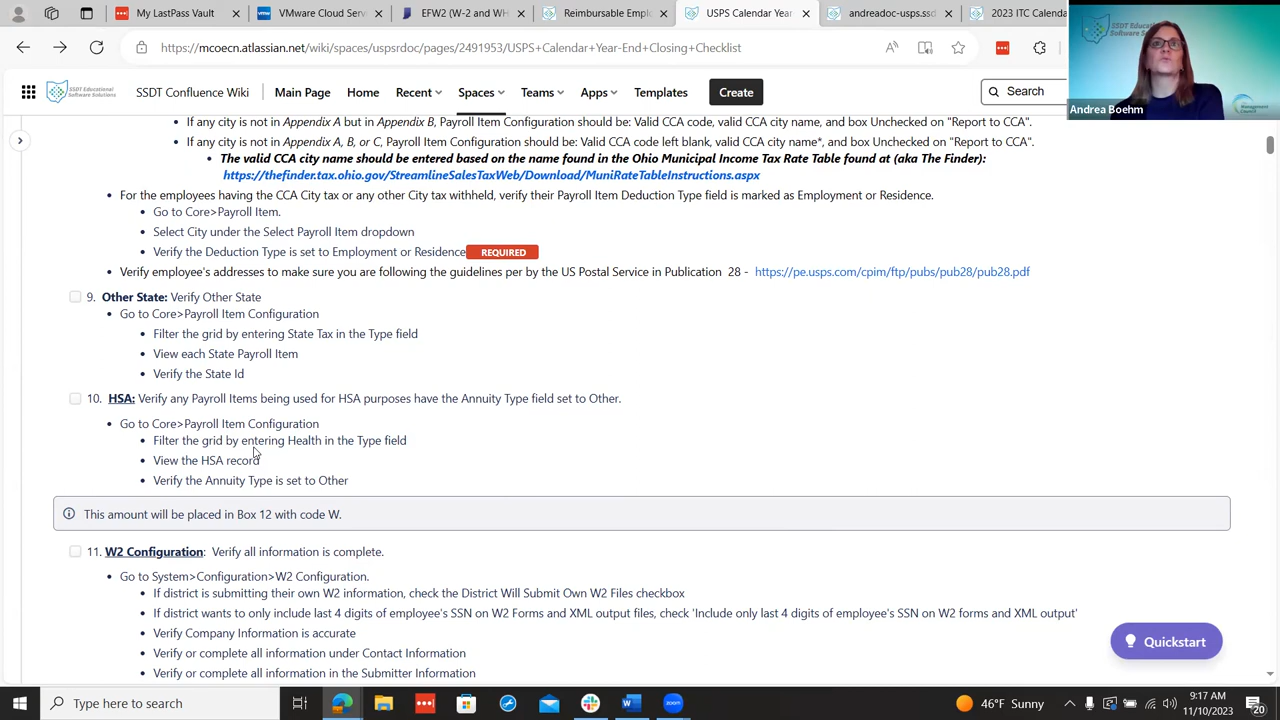 My LastPass Vault
VMware Cloud Serv
EFW2 (W-2 and WH
Reimbursable Employ
USPS Calendar Year
andreadoc-usps.ssd
2023 ITC Calenda
https://mcoecn.atlassian.net/wiki/spaces/uspsrdoc/pages/2491953/USPS+Calendar+Year-End+Closing+Checklist
SSDT Educational Software Solutions
SSDT Confluence Wiki
Main Page
Home
Recent
Spaces
Teams
Apps
Templates
Create
Search
Andrea Boehm
If any city is not in Appendix A but in Appendix B, Payroll Item Configuration should be: Valid CCA code, valid CCA city name, and box Unchecked on "Report to CCA".
If any city is not in Appendix A, B, or C, Payroll Item Configuration should be: Valid CCA code left blank, valid CCA city name*, and box Unchecked on "Report to CCA".
The valid CCA city name should be entered based on the name found in the Ohio Municipal Income Tax Rate Table found at (aka The Finder):
https://thefinder.tax.ohio.gov/StreamlineSalesTaxWeb/Download/MuniRateTableInstructions.aspx
For the employees having the CCA City tax or any other City tax withheld, verify their Payroll Item Deduction Type field is marked as Employment or Residence.
Go to Core>Payroll Item.
Select City under the Select Payroll Item dropdown
Verify the Deduction Type is set to Employment or Residence REQUIRED
Verify employee's addresses to make sure you are following the guidelines per by the US Postal Service in Publication 28 - https://pe.usps.com/cpim/ftp/pubs/pub28/pub28.pdf
9. Other State: Verify Other State
Go to Core>Payroll Item Configuration
Filter the grid by entering State Tax in the Type field
View each State Payroll Item
Verify the State Id
10. HSA: Verify any Payroll Items being used for HSA purposes have the Annuity Type field set to Other.
Go to Core>Payroll Item Configuration
Filter the grid by entering Health in the Type field
View the HSA record
Verify the Annuity Type is set to Other
This amount will be placed in Box 12 with code W.
11. W2 Configuration: Verify all information is complete.
Go to System>Configuration>W2 Configuration.
If district is submitting their own W2 information, check the District Will Submit Own W2 Files checkbox
If district wants to only include last 4 digits of employee's SSN on W2 Forms and XML output files, check 'Include only last 4 digits of employee's SSN on W2 forms and XML output'
Verify Company Information is accurate
Verify or complete all information under Contact Information
Verify or complete all information in the Submitter Information
Quickstart
Type here to search
46°F Sunny
9:17 AM
11/10/2023
20